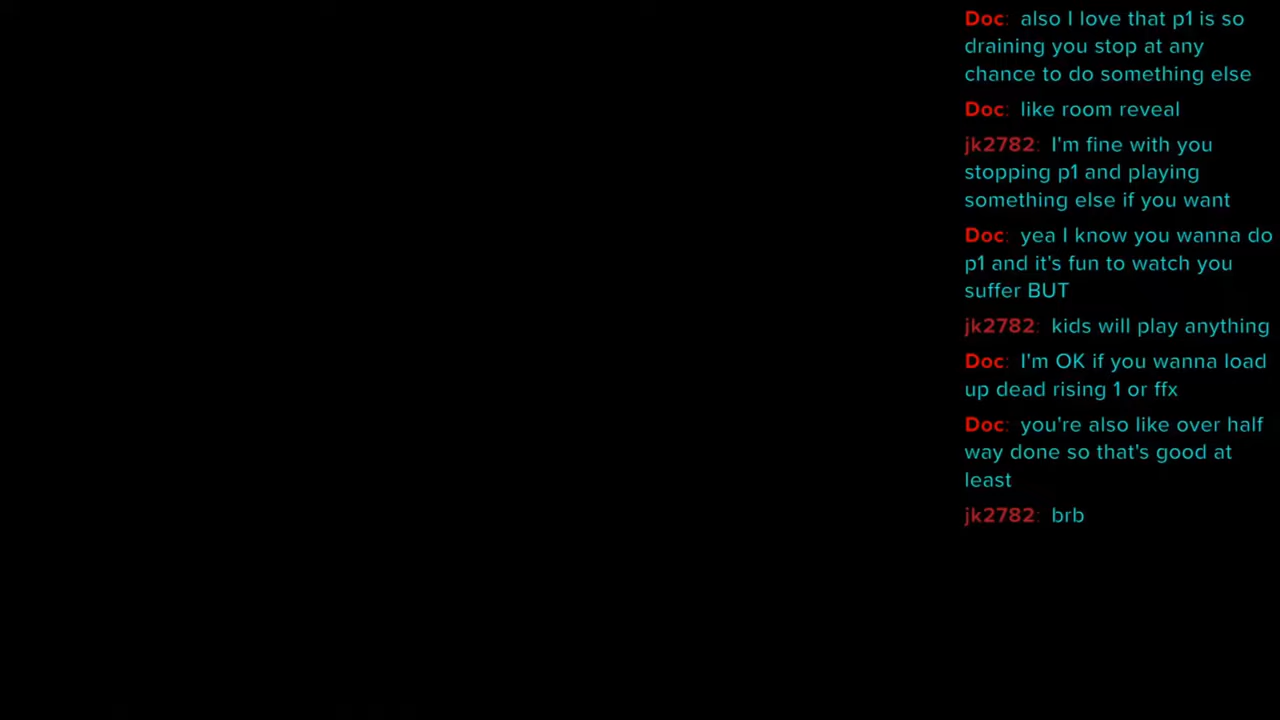 Doc: also I love that p1 is so
draining you stop at any
chance to do something else
Doc: like room reveal
jk2782: I'm fine with you
stopping p1 and playing
something else if you want
Doc: yea I know you wanna do
p1 and it's fun to watch you
suffer BUT
jk2782: kids will play anything
Doc: I'm OK if you wanna load
up dead rising 1 or ffx
Doc: you're also like over half
way done so that's good at
least
jk2782: brb